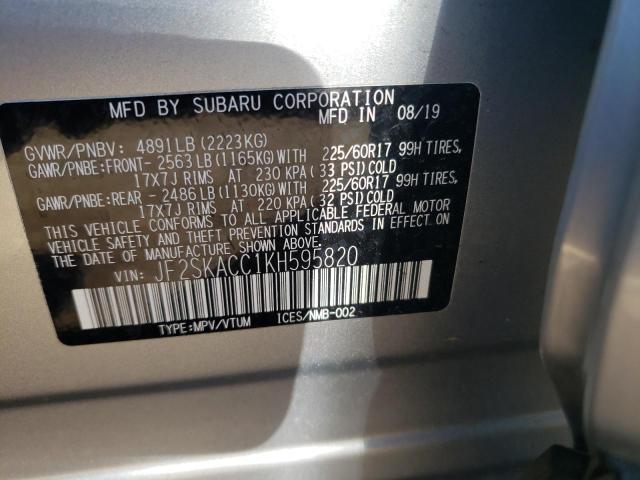 MFD BY SUBARU CORPORATION
MFD IN 08/19
GVWR/PNBV: 4891LB (2223KG)
GAWR/PNBE:FRONT- 2563LB (1165KG)WITH 225/60R17 99H TIRES,
17X7J RIMS AT 230 KPA(33 PSI)COLD
GAWR/PNBE:REAR - 2486LB (1130KG)WITH 225/60R17 99H TIRES,
17X7J RIMS AT 220 KPA(32 PSI)COLD
THIS VEHICLE CONFORMS TO ALL APPLICABLE FEDERAL MOTOR
VEHICLE SAFETY AND THEFT PREVENTION STANDARDS IN EFFECT ON
THE DATE OF MANUFACTURE SHOWN ABOVE.
VIN: JF2SKACC1KH595820
TYPE:MPV/VTUM ICES/NMB-002